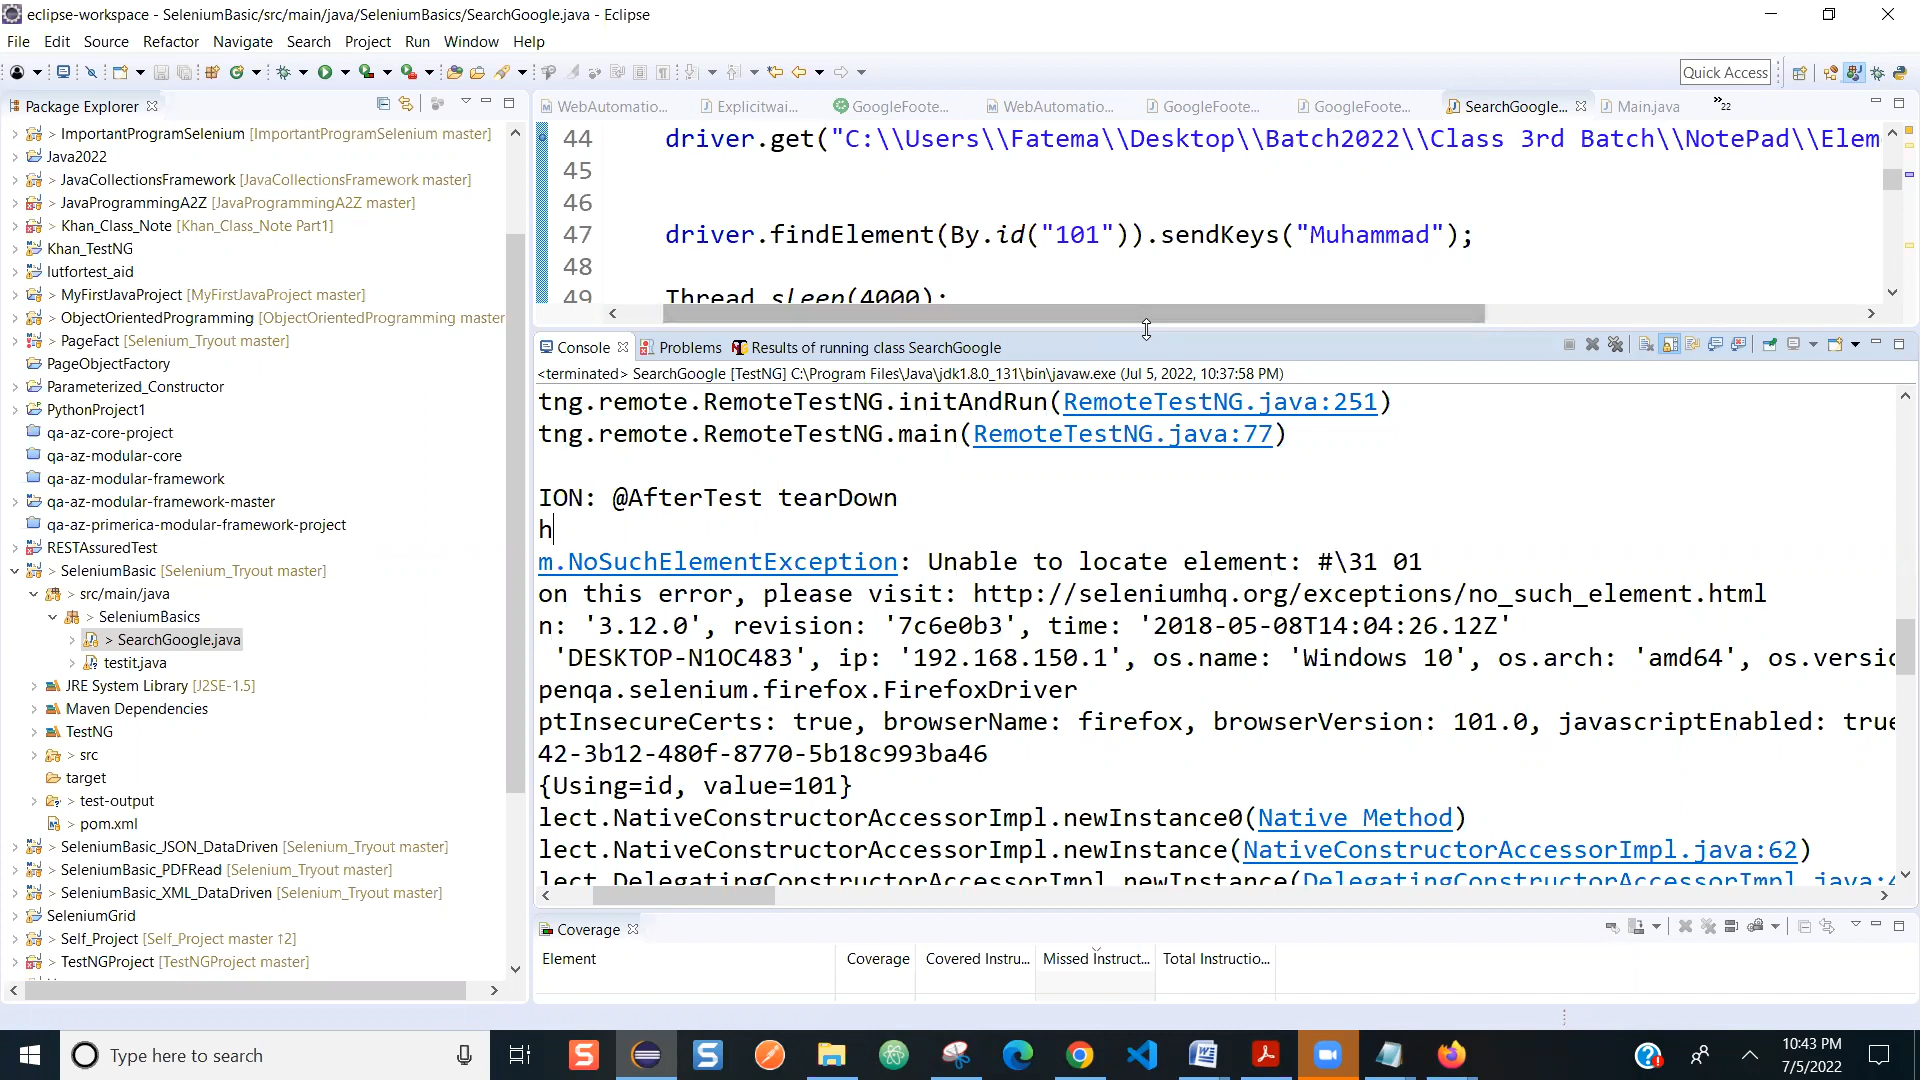 eclipse-workspace - SeleniumBasic/src/main/java/SeleniumBasics/SearchGoogle.java - Eclipse
File Edit Source Refactor Navigate Search Project Run Window Help
Quick Access
Package Explorer
> ImportantProgramSelenium [ImportantProgramSelenium master]
Java2022
> JavaCollectionsFramework [JavaCollectionsFramework master]
> JavaProgrammingA2Z [JavaProgrammingA2Z master]
> Khan_Class_Note [Khan_Class_Note Part1]
Khan_TestNG
lutfortest_aid
> MyFirstJavaProject [MyFirstJavaProject master]
> ObjectOrientedProgramming [ObjectOrientedProgramming master
> PageFact [Selenium_Tryout master]
PageObjectFactory
Parameterized_Constructor
PythonProject1
qa-az-core-project
qa-az-modular-core
qa-az-modular-framework
qa-az-modular-framework-master
qa-az-primerica-modular-framework-project
RESTAssuredTest
> SeleniumBasic [Selenium_Tryout master]
> src/main/java
> SeleniumBasics
> SearchGoogle.java
testit.java
JRE System Library [J2SE-1.5]
Maven Dependencies
TestNG
> src
target
> test-output
> pom.xml
> SeleniumBasic_JSON_DataDriven [Selenium_Tryout master]
> SeleniumBasic_PDFRead [Selenium_Tryout master]
> SeleniumBasic_XML_DataDriven [Selenium_Tryout master]
SeleniumGrid
> Self_Project [Self_Project master ↑2]
> TestNGProject [TestNGProject master]
WebAutomatio... Explicitwai... GoogleFoote... WebAutomatio... GoogleFoote... GoogleFoote... SearchGoogle... Main.java »22
44 driver.get("C:\\Users\\Fatema\\Desktop\\Batch2022\\Class 3rd Batch\\NotePad\\Elem
45
46
47 driver.findElement(By.id("101")).sendKeys("Muhammad");
48
49 Thread.sleep(4000);
Console Problems Results of running class SearchGoogle
<terminated> SearchGoogle [TestNG] C:\Program Files\Java\jdk1.8.0_131\bin\javaw.exe (Jul 5, 2022, 10:37:58 PM)
tng.remote.RemoteTestNG.initAndRun(RemoteTestNG.java:251)
tng.remote.RemoteTestNG.main(RemoteTestNG.java:77)
ION: @AfterTest tearDown
h
m.NoSuchElementException: Unable to locate element: #\31 01
on this error, please visit: http://seleniumhq.org/exceptions/no_such_element.html
n: '3.12.0', revision: '7c6e0b3', time: '2018-05-08T14:04:26.12Z'
'DESKTOP-N1OC483', ip: '192.168.150.1', os.name: 'Windows 10', os.arch: 'amd64', os.versio
penqa.selenium.firefox.FirefoxDriver
ptInsecureCerts: true, browserName: firefox, browserVersion: 101.0, javascriptEnabled: true
42-3b12-480f-8770-5b18c993ba46
{Using=id, value=101}
lect.NativeConstructorAccessorImpl.newInstance0(Native Method)
lect.NativeConstructorAccessorImpl.newInstance(NativeConstructorAccessorImpl.java:62)
lect.DelegatingConstructorAccessorImpl.newInstance(DelegatingConstructorAccessorImpl.java:4
Coverage
Element Coverage Covered Instru... Missed Instruct... Total Instructio...
Type here to search
10:43 PM
7/5/2022